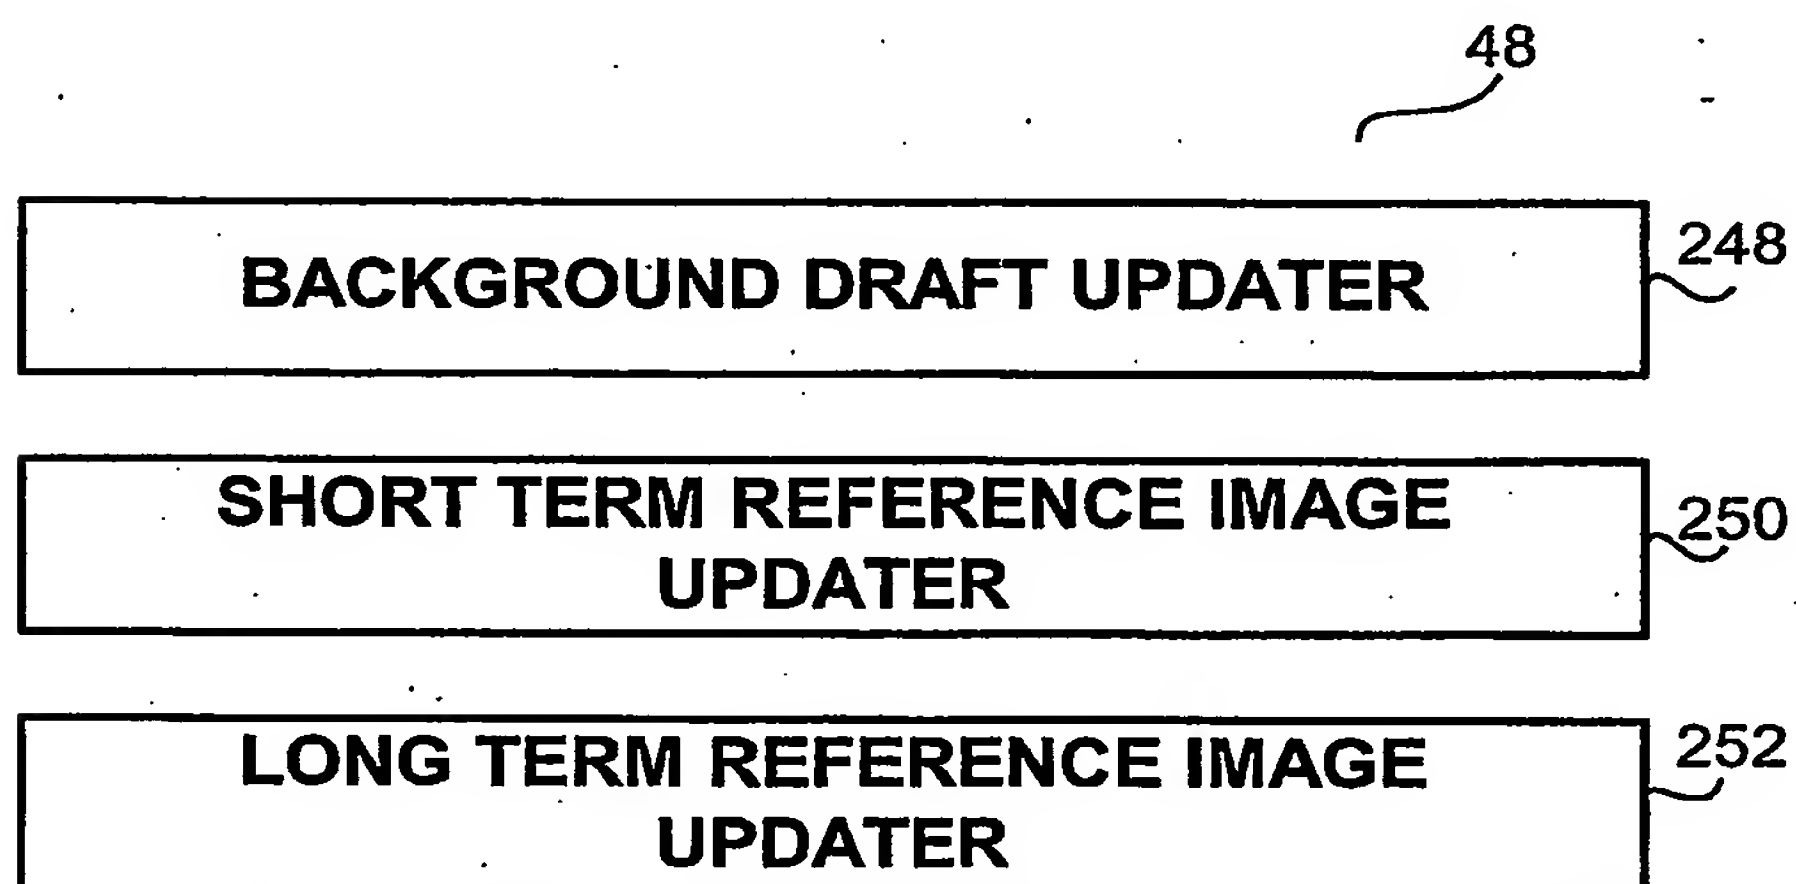 48
BACKGROUND DRAFT UPDATER
248
SHORT TERM REFERENCE IMAGE
UPDATER
250
LONG TERM REFERENCE IMAGE
UPDATER
252